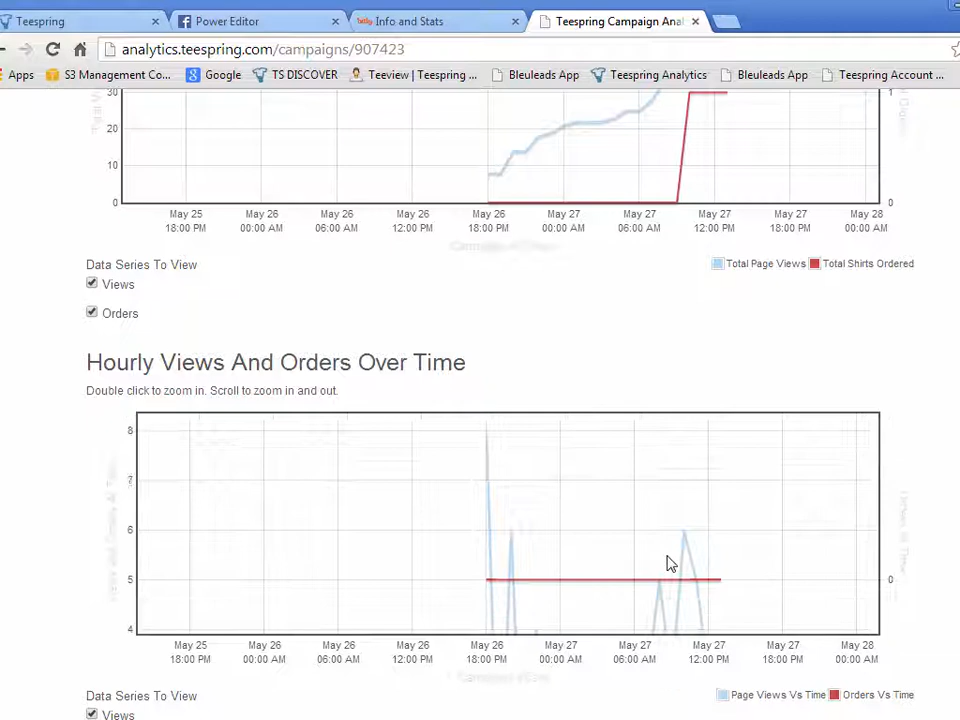 Teespring × Power Editor × bitly Info and Stats × Teespring Campaign Ana ×
analytics.teespring.com/campaigns/907423
Apps S3 Management Co... Google TS DISCOVER Teeview | Teespring ... Bleuleads App Teespring Analytics Bleuleads App Teespring Account ...
30 1
20
10
0 0
May 25 May 26 May 26 May 26 May 26 May 27 May 27 May 27 May 27 May 28
18:00 PM 00:00 AM 06:00 AM 12:00 PM 18:00 PM 00:00 AM 06:00 AM 12:00 PM 18:00 PM 00:00 AM
Data Series To View Total Page Views Total Shirts Ordered
Views
Orders
Hourly Views And Orders Over Time
Double click to zoom in. Scroll to zoom in and out.
8
7
6
5 0
4
May 25 May 26 May 26 May 26 May 26 May 27 May 27 May 27 May 27 May 28
18:00 PM 00:00 AM 06:00 AM 12:00 PM 18:00 PM 00:00 AM 06:00 AM 12:00 PM 18:00 PM 00:00 AM
Data Series To View Page Views Vs Time Orders Vs Time
Views